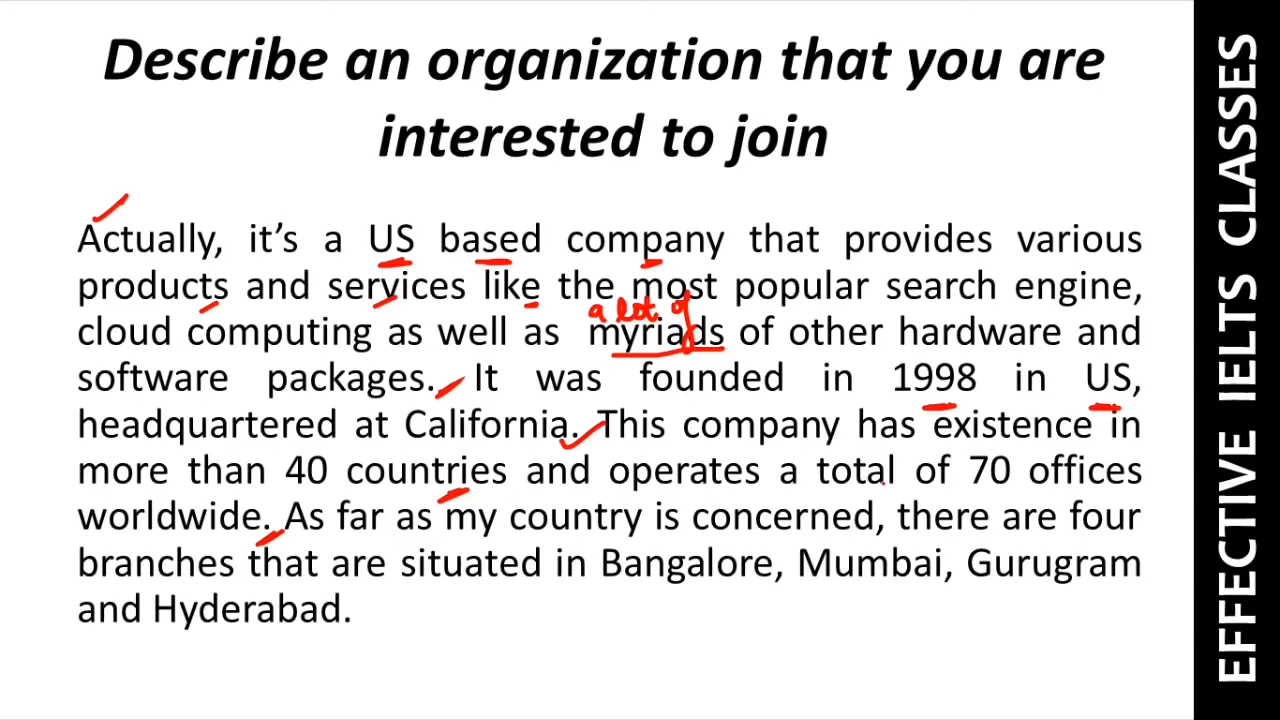 Describe an organization that you are
interested to join
Actually, it's a US based company that provides various
products and services like the most popular search engine,
a lot of
cloud computing as well as myriads of other hardware and
software packages. It was founded in 1998 in US,
headquartered at California. This company has existence in
more than 40 countries and operates a total of 70 offices
worldwide. As far as my country is concerned, there are four
branches that are situated in Bangalore, Mumbai, Gurugram
and Hyderabad.
EFFECTIVE IELTS CLASSES